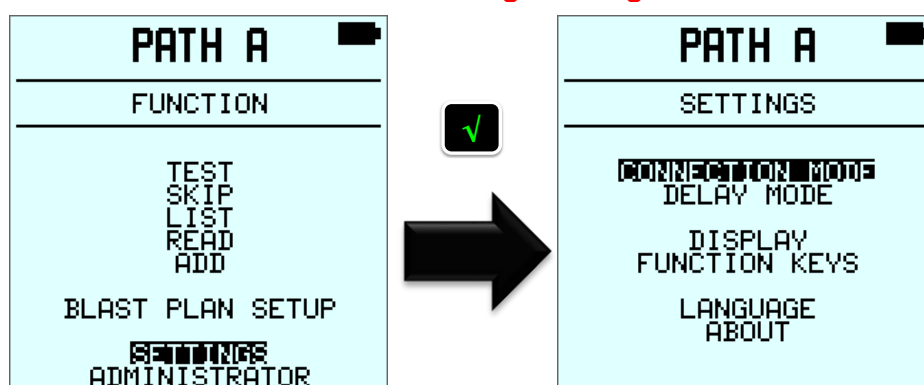 PATH A
FUNCTION
TEST
SKIP
LIST
READ
ADD
BLAST PLAN SETUP
SETTINGS
ADMINISTRATOR
√
PATH A
SETTINGS
CONNECTION MODE
DELAY MODE
DISPLAY
FUNCTION KEYS
LANGUAGE
ABOUT